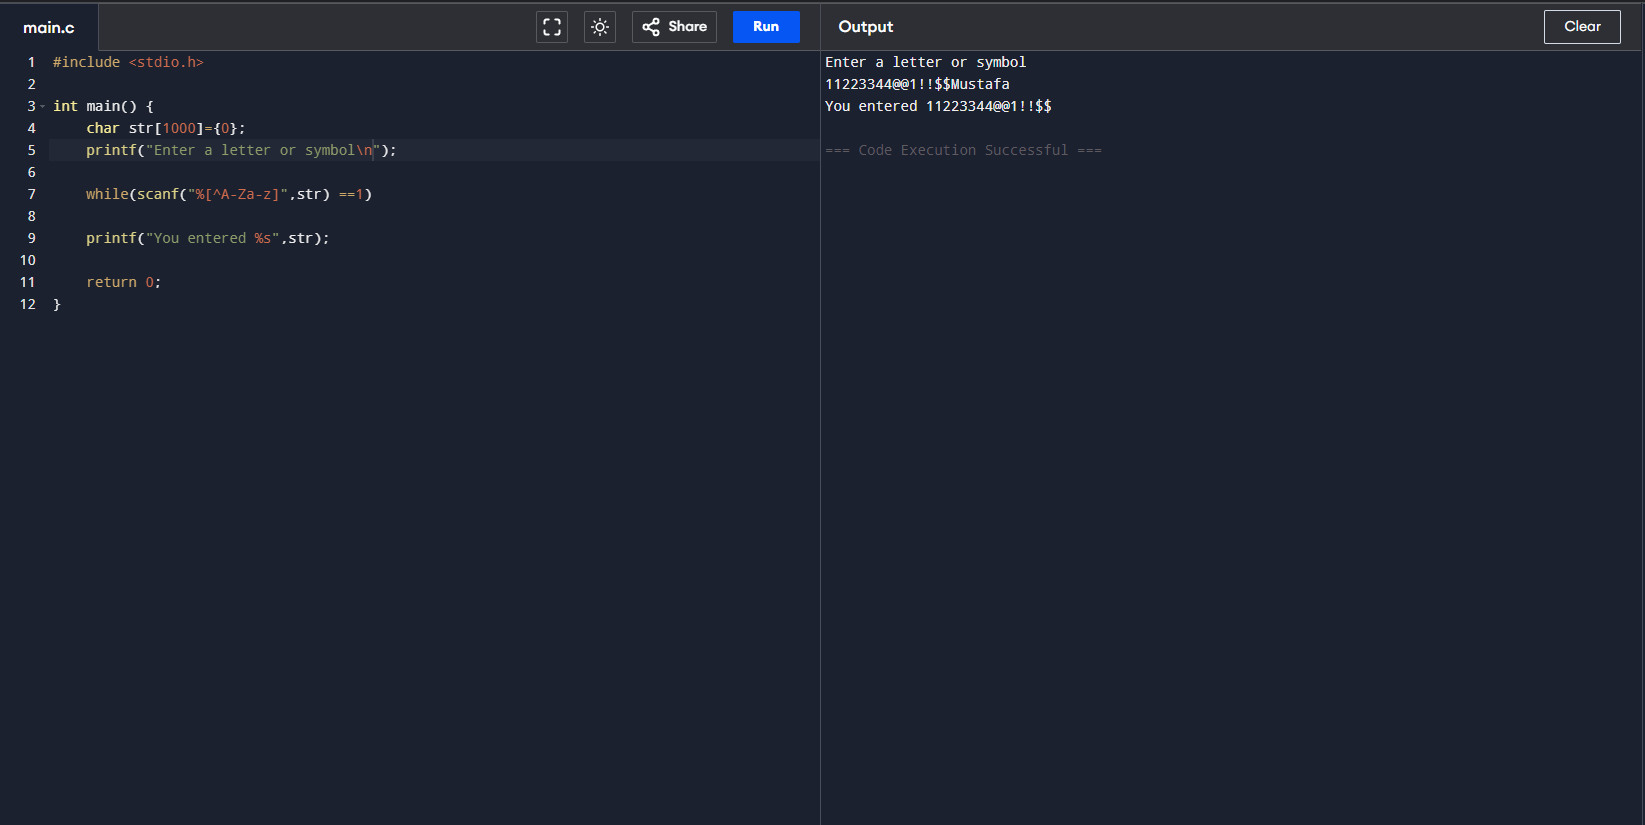 main.c
Share
Run
Output
Clear
1 #include <stdio.h>
2
3 int main() {
4     char str[1000]={0};
5     printf("Enter a letter or symbol\n");
6
7     while(scanf("%[^A-Za-z]",str) ==1)
8
9     printf("You entered %s",str);
10
11     return 0;
12 }
Enter a letter or symbol
11223344@@1!!$$Mustafa
You entered 11223344@@1!!$$
=== Code Execution Successful ===